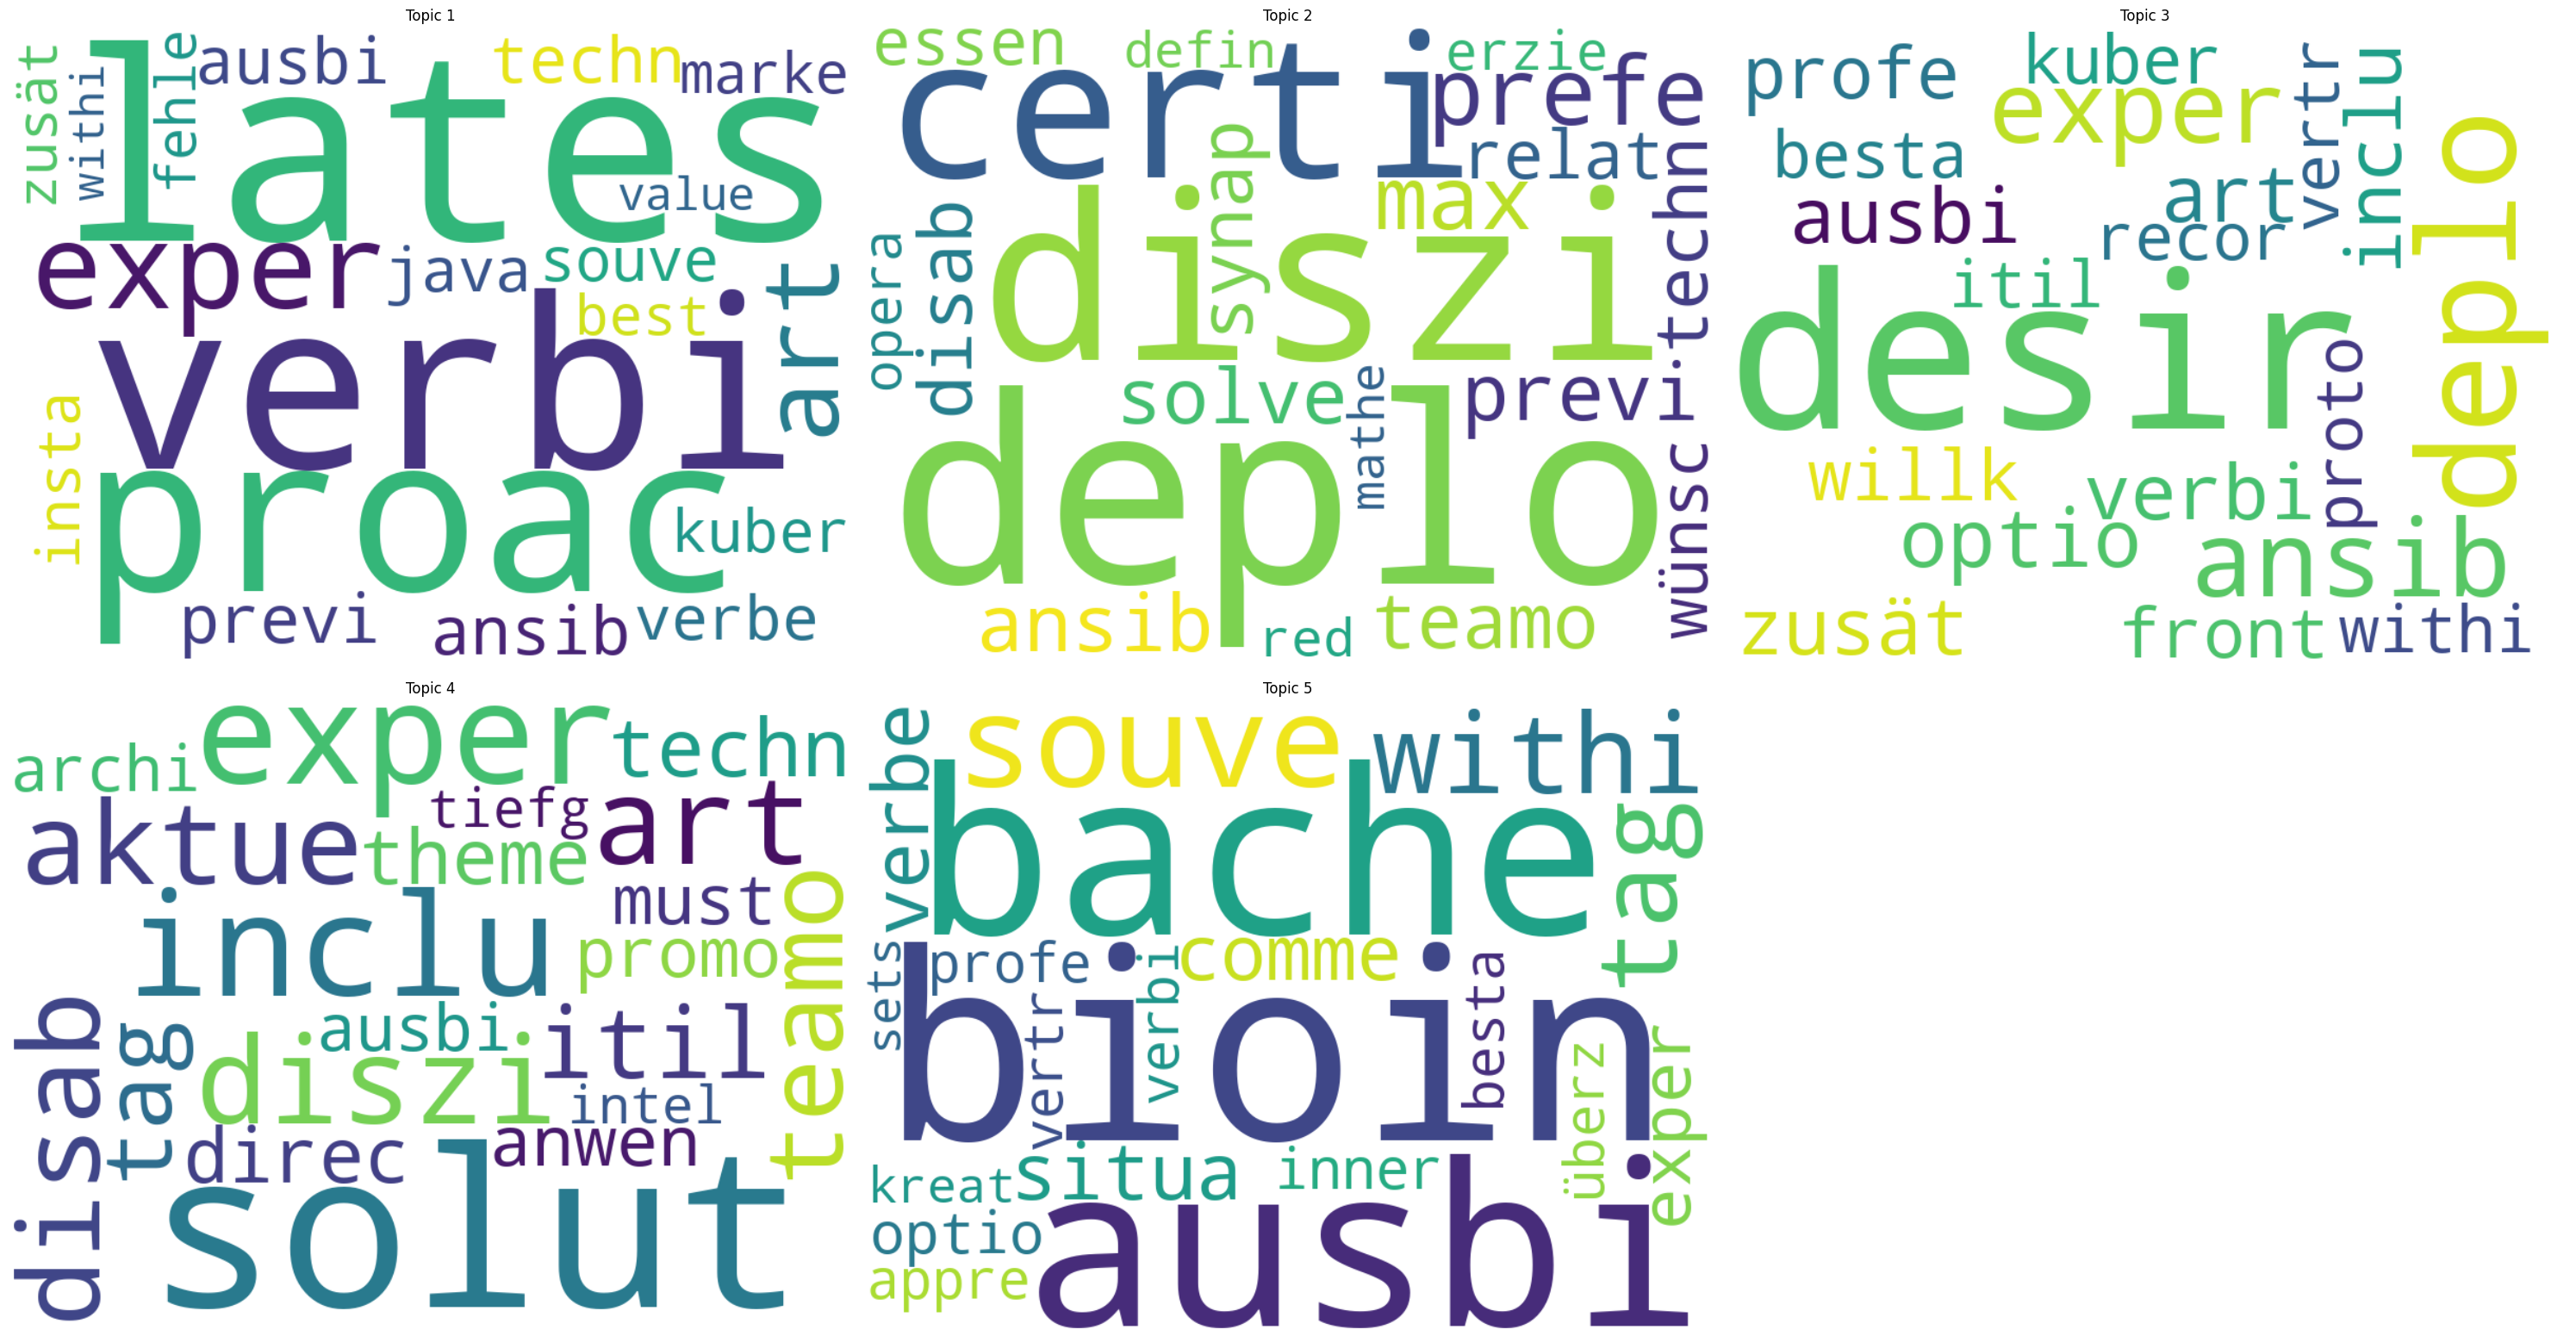 Topic 1
zusät
withi
lates
fehle
ausbi
techn
marke
value
exper
java
souve
best
art
verbi
insta
proac
kuber
previ
ansib
verbe
Topic 2
essen
defin
erzie
certi
prefe
relat
synap
max
techn
opera
disab
diszi
solve
mathe
previ
deplo
wünsc
ansib
red
teamo
Topic 3
profe
kuber
exper
vertr
inclu
besta
art
ausbi
recor
deplo
itil
desir
proto
willk
verbi
optio
ansib
zusät
front
withi
Topic 4
exper
archi
techn
tiefg
art
aktue
theme
must
inclu
promo
teamo
disab
tag
ausbi
itil
diszi
intel
direc
anwen
solut
Topic 5
verbe
souve
withi
bache
tag
sets
profe
comme
verbi
vertr
besta
bioin
überz
exper
kreat
situa
inner
optio
ausbi
appre